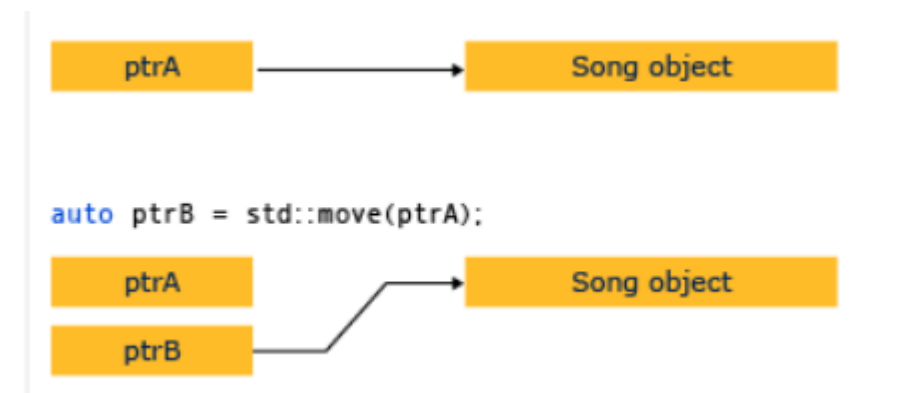 ptrA Song object
auto ptrB = std::move(ptrA);
ptrA Song object
ptrB